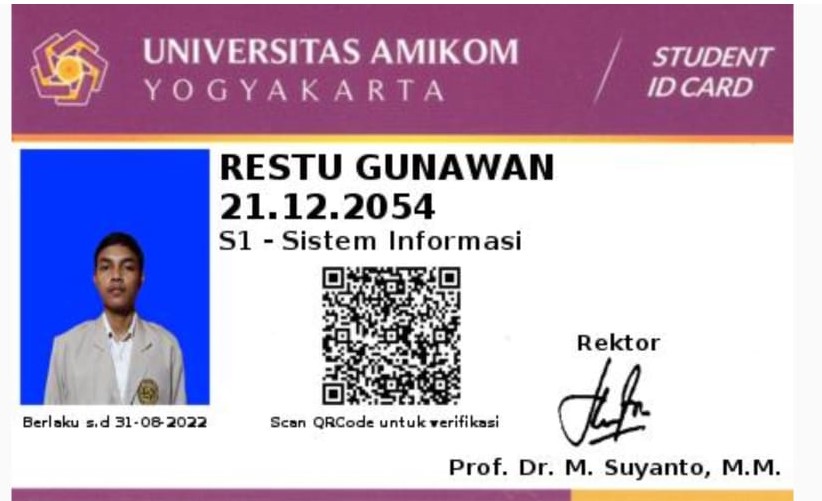 UNIVERSITAS AMIKOM
YOGYAKARTA
STUDENT
ID CARD
RESTU GUNAWAN
21.12.2054
S1 - Sistem Informasi
Berlaku s.d 31-08-2022
Scan QRCode untuk verifikasi
Rektor
Prof. Dr. M. Suyanto, M.M.